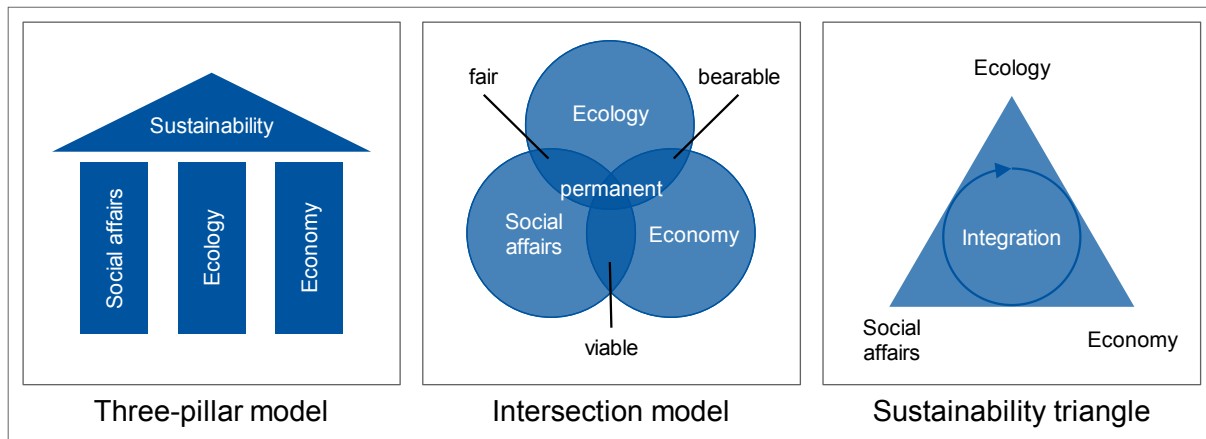 Sustainability
Social affairs
Ecology
Economy
Three-pillar model
fair
bearable
Ecology
permanent
Social
affairs
Economy
viable
Intersection model
Ecology
Integration
Social
affairs
Economy
Sustainability triangle